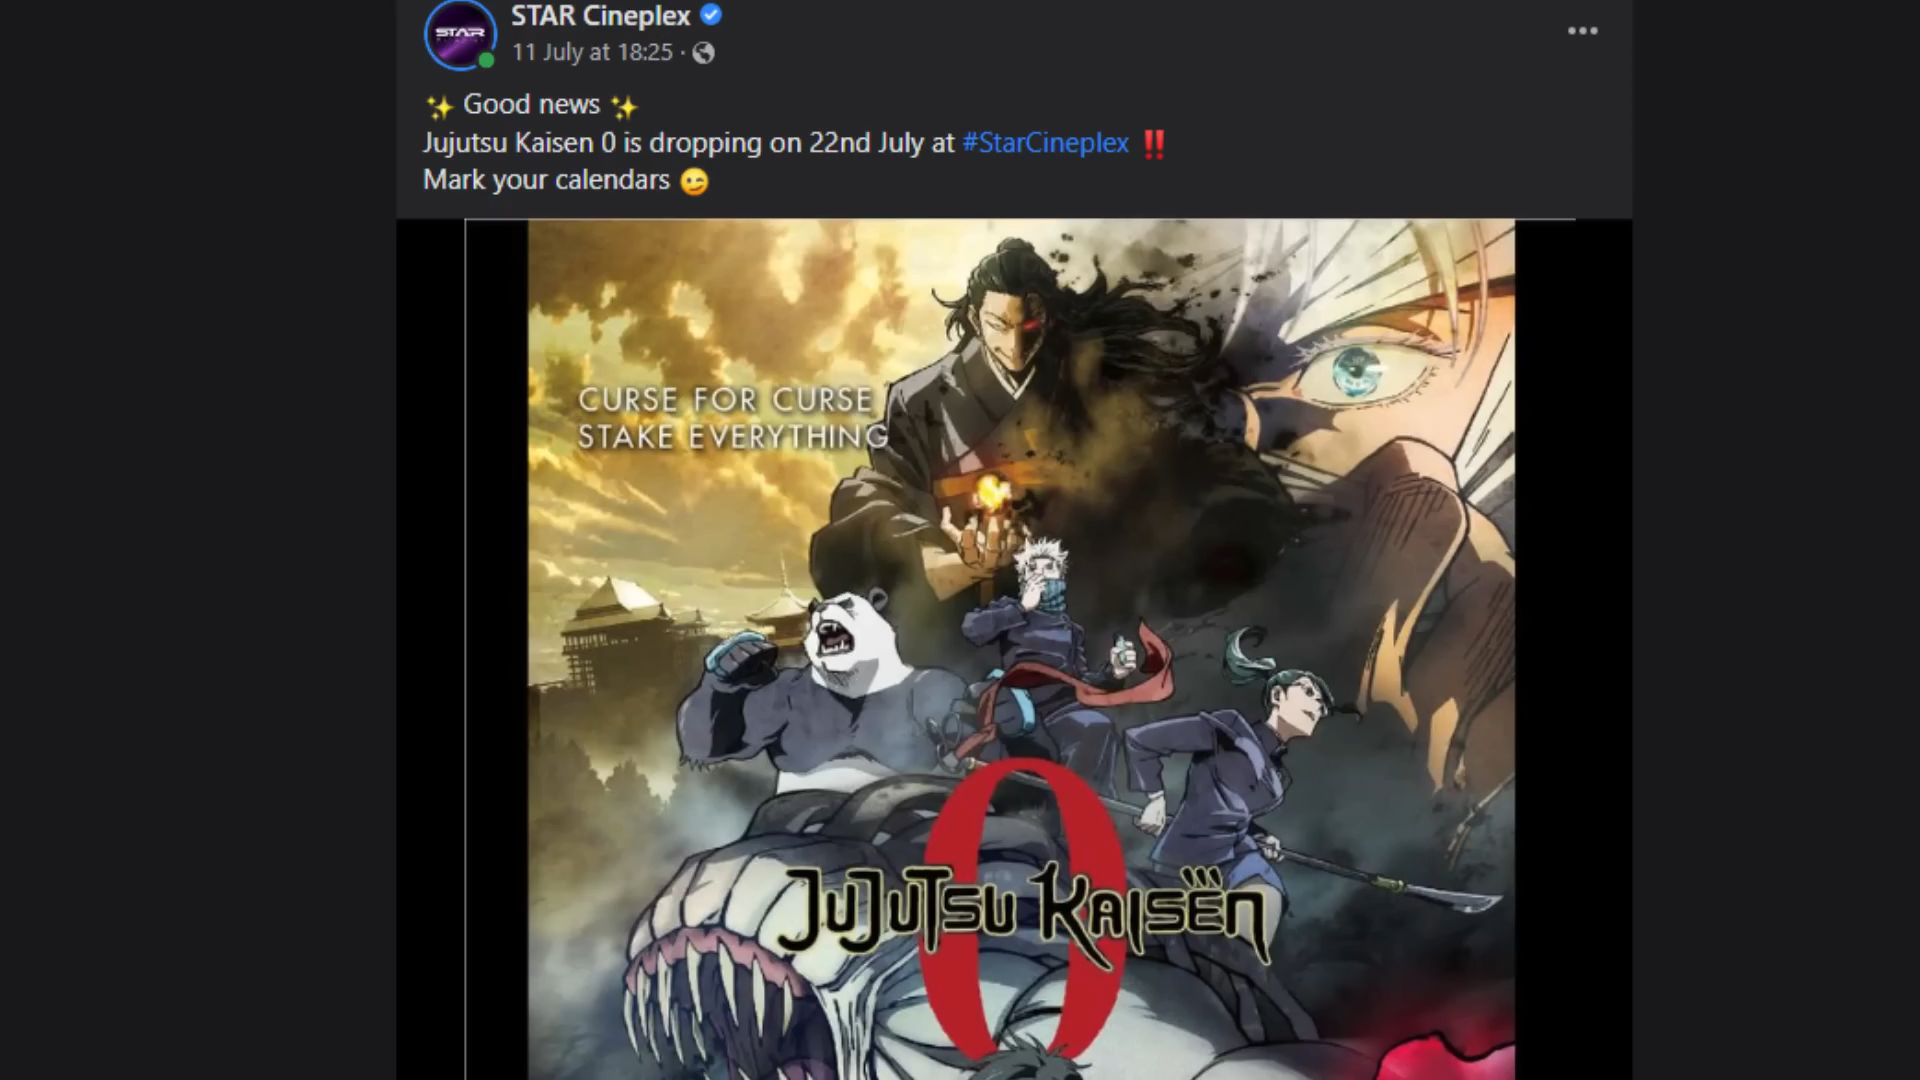 STAR Cineplex
STAR
11 July at 18:25 ·
✨ Good news ✨
Jujutsu Kaisen 0 is dropping on 22nd July at #StarCineplex ‼️
Mark your calendars 😉
CURSE FOR CURSE
STAKE EVERYTHING
0
JUJUTSU KAISEN